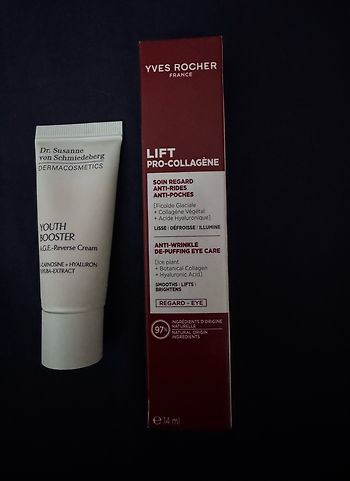 Dr. Susanne
von Schmiedeberg
DERMACOSMETICS
YOUTH
BOOSTER
A.G.E.-Reverse Cream
CARNOSINE + HYALURON
-EXTRACT
YVES ROCHER
FRANCE
LIFT
PRO-COLLAGÈNE
SOIN REGARD
ANTI-RIDES
ANTI-POCHES
[Ficoïde Glaciale
+ Collagène Végétal
+ Acide Hyaluronique]
LISSE | DÉFROISSE | ILLUMINE
ANTI-WRINKLE
DE-PUFFING EYE CARE
[Ice plant
+ Botanical Collagen
+ Hyaluronic Acid]
SMOOTHS | LIFTS |
BRIGHTENS
REGARD - EYE
97%
INGRÉDIENTS D'ORIGINE
NATURELLE
NATURAL ORIGIN
INGREDIENTS
℮ 14 ml